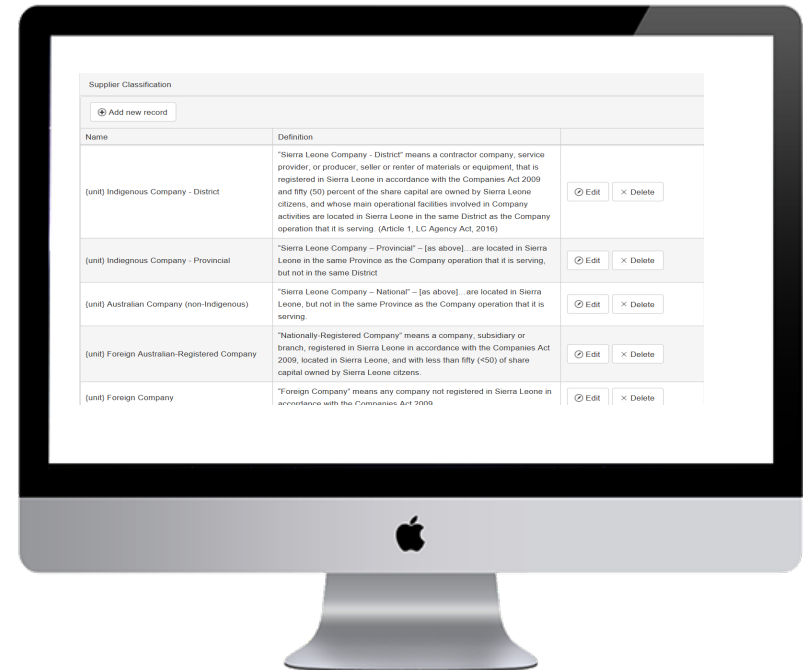 Supplier Classification
Add new record
Name
Definition
{unit} Indigenous Company - District
"Sierra Leone Company - District" means a contractor company, service
provider, or producer, seller or renter of materials or equipment, that is
registered in Sierra Leone in accordance with the Companies Act 2009
and fifty (50) percent of the share capital are owned by Sierra Leone
citizens, and whose main operational facilities involved in Company
activities are located in Sierra Leone in the same District as the Company
operation that it is serving. (Article 1, LC Agency Act, 2016)
Edit
Delete
{unit} Indiegnous Company - Provincial
"Sierra Leone Company – Provincial" – [as above]…are located in Sierra
Leone in the same Province as the Company operation that it is serving,
but not in the same District
Edit
Delete
{unit} Australian Company (non-Indigenous)
"Sierra Leone Company – National" – [as above]…are located in Sierra
Leone, but not in the same Province as the Company operation that it is
serving.
Edit
Delete
{unit} Foreign Australian-Registered Company
"Nationally-Registered Company" means a company, subsidiary or
branch, registered in Sierra Leone in accordance with the Companies Act
2009, located in Sierra Leone, and with less than fifty (<50) of share
capital owned by Sierra Leone citzens.
Edit
Delete
{unit} Foreign Company
"Foreign Company" means any company not registered in Sierra Leone in
accordance with the Companies Act 2009
Edit
Delete